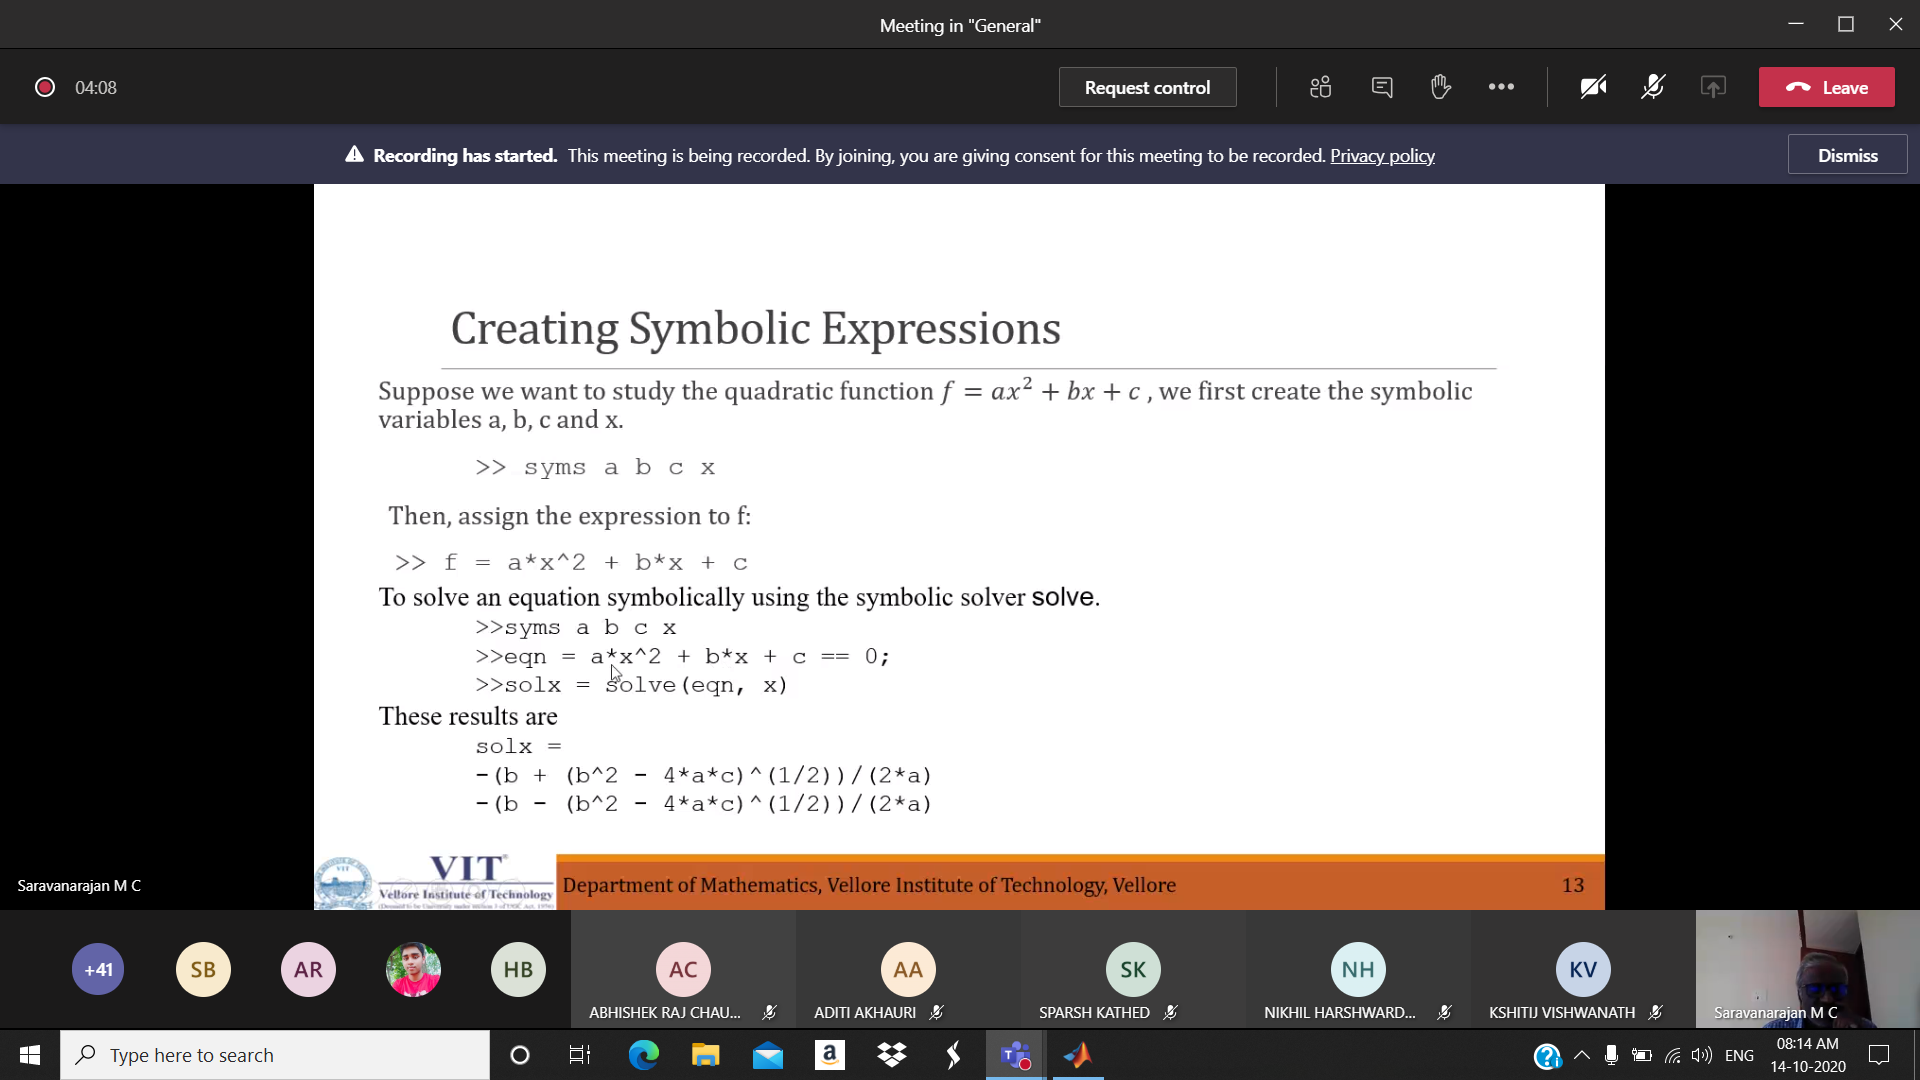 Meeting in "General"
04:08
Request control
Leave
Recording has started. This meeting is being recorded. By joining, you are giving consent for this meeting to be recorded. Privacy policy
Dismiss
Creating Symbolic Expressions
Suppose we want to study the quadratic function f = ax² + bx + c , we first create the symbolic
variables a, b, c and x.
>> syms a b c x
Then, assign the expression to f:
>> f = a*x^2 + b*x + c
To solve an equation symbolically using the symbolic solver solve.
>>syms a b c x
>>eqn = a*x^2 + b*x + c == 0;
>>solx = solve(eqn, x)
These results are
solx =
-(b + (b^2 - 4*a*c)^(1/2))/(2*a)
-(b - (b^2 - 4*a*c)^(1/2))/(2*a)
VIT
Vellore Institute of Technology
Department of Mathematics, Vellore Institute of Technology, Vellore
13
Saravanarajan M C
+41
SB
AR
HB
AC
AA
SK
NH
KV
ABHISHEK RAJ CHAU...
ADITI AKHAURI
SPARSH KATHED
NIKHIL HARSHWARD...
KSHITIJ VISHWANATH
Saravanarajan M C
Type here to search
ENG
08:14 AM
14-10-2020